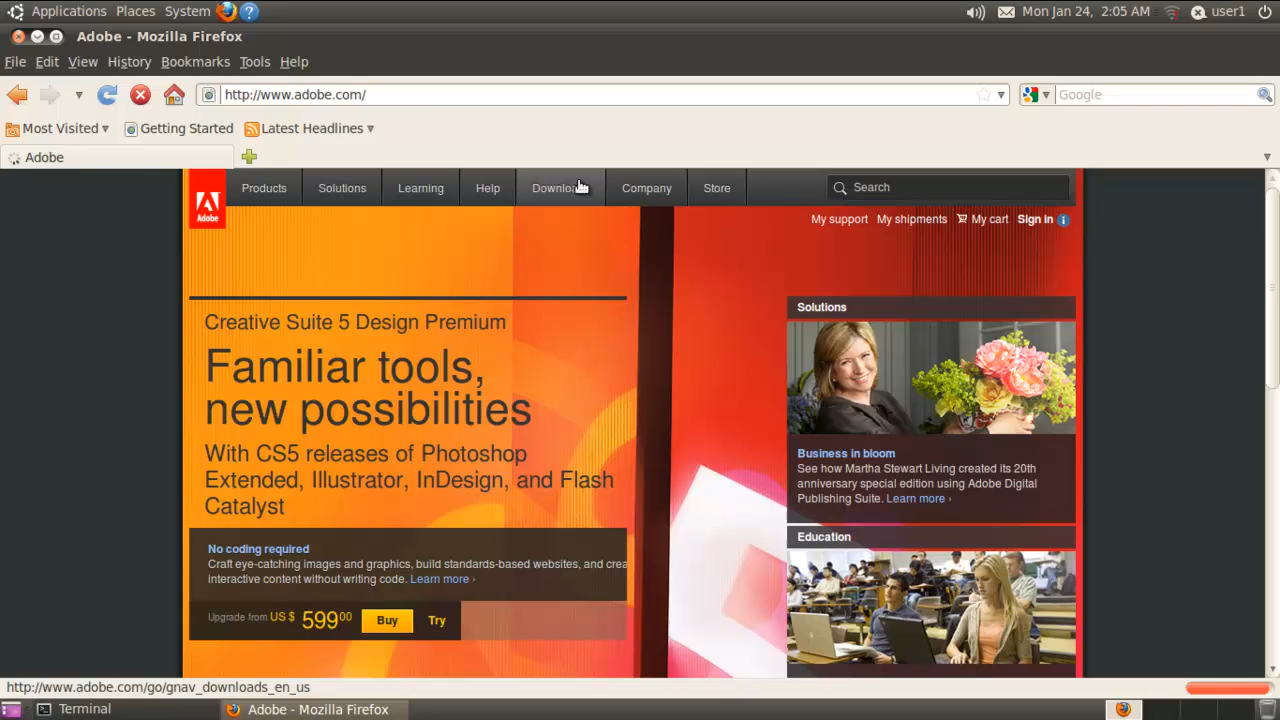 Applications Places System Mon Jan 24, 2:05 AM user1
Adobe - Mozilla Firefox
File Edit View History Bookmarks Tools Help
http://www.adobe.com/ Google
Most Visited Getting Started Latest Headlines
Adobe
Products Solutions Learning Help Company Store Search
Adobe
My support My shipments My cart Sign in
Creative Suite 5 Design Premium
Familiar tools,
new possibilities
With CS5 releases of Photoshop
Extended, Illustrator, InDesign, and Flash
Catalyst
No coding required
Craft eye-catching images and graphics, build standards-based websites, and crea
interactive content without writing code. Learn more ›
Upgrade from US $ 599.00 Buy Try
Solutions
Business in bloom
See how Martha Stewart Living created its 20th
anniversary special edition using Adobe Digital
Publishing Suite. Learn more ›
Education
http://www.adobe.com/go/gnav_downloads_en_us
Terminal Adobe - Mozilla Firefox